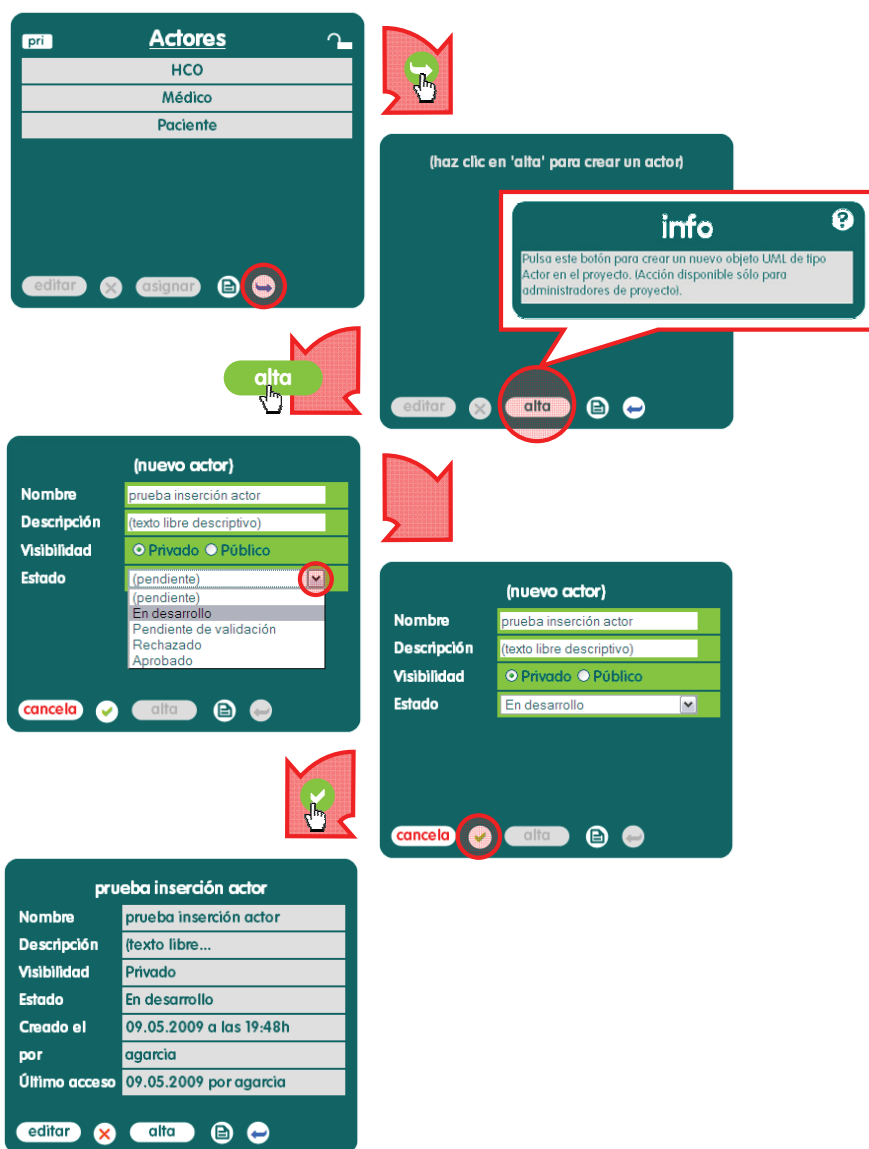 pri
Actores
HCO
Médico
Paciente
editar
asignar
(haz clic en 'alta' para crear un actor)
info
?
Pulsa este botón para crear un nuevo objeto UML de tipo
Actor en el proyecto. (Acción disponible sólo para
administradores de proyecto).
editar
alta
alta
(nuevo actor)
Nombre prueba inserción actor
Descripción (texto libre descriptivo)
Visibilidad Privado Público
Estado (pendiente)
(pendiente)
En desarrollo
Pendiente de validación
Rechazado
Aprobado
cancela
alta
(nuevo actor)
Nombre prueba inserción actor
Descripción (texto libre descriptivo)
Visibilidad Privado Público
Estado En desarrollo
cancela
alta
prueba inserción actor
Nombre prueba inserción actor
Descripción (texto libre...
Visibilidad Privado
Estado En desarrollo
Creado el 09.05.2009 a las 19:48h
por agarcia
Último acceso 09.05.2009 por agarcia
editar
alta